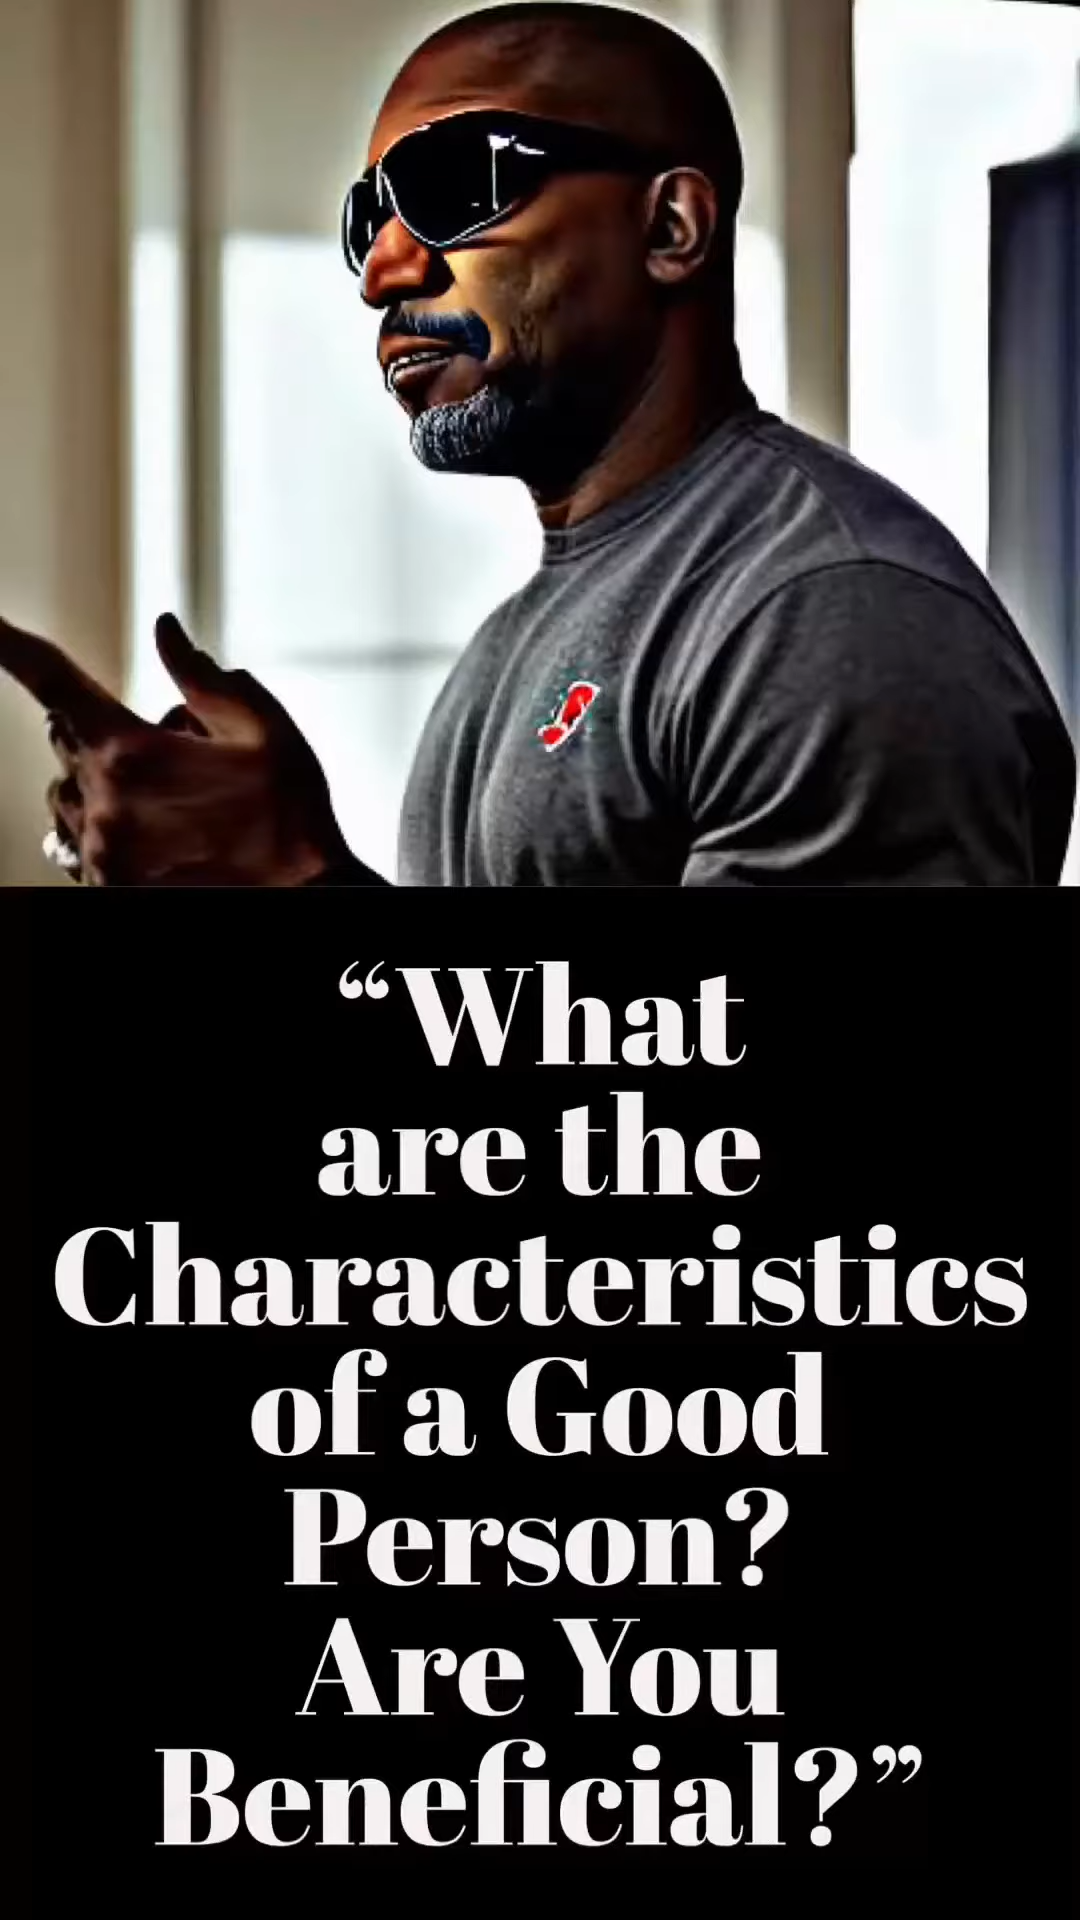 “What
are the
Characteristics
of a Good
Person?
Are You
Beneficial?”